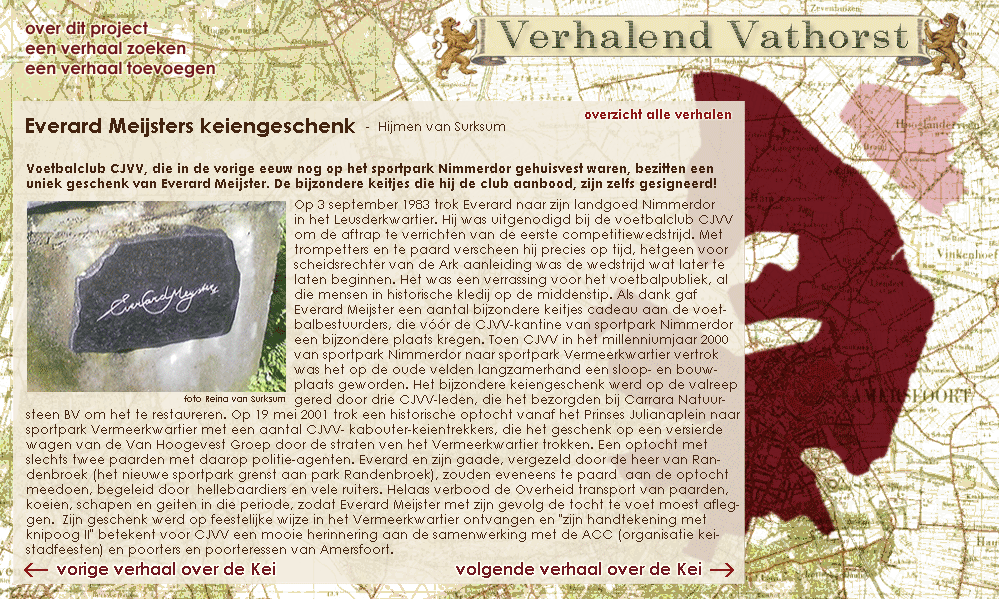 over dit project
een verhaal zoeken
een verhaal toevoegen
Verhalend Vathorst
overzicht alle verhalen
Everard Meijsters keiengeschenk - Hijmen van Surksum
Voetbalclub CJVV, die in de vorige eeuw nog op het sportpark Nimmerdor gehuisvest waren, bezitten een
uniek geschenk van Everard Meijster. De bijzondere keitjes die hij de club aanbood, zijn zelfs gesigneerd!
Op 3 september 1983 trok Everard naar zijn landgoed Nimmerdor
in het Leusderkwartier. Hij was uitgenodigd bij de voetbalclub CJVV
om de aftrap te verrichten van de eerste competitiewedstrijd. Met
trompetters en te paard verscheen hij precies op tijd, hetgeen voor
scheidsrechter van de Ark aanleiding was de wedstrijd wat later te
laten beginnen. Het was een verrassing voor het voetbalpubliek, al
die mensen in historische kledij op de middenstip. Als dank gaf
Everard Meijster een aantal bijzondere keitjes cadeau aan de voet-
balbestuurders, die vóór de CJVV-kantine van sportpark Nimmerdor
een bijzondere plaats kregen. Toen CJVV in het millenniumjaar 2000
van sportpark Nimmerdor naar sportpark Vermeerkwartier vertrok
was het op de oude velden langzamerhand een sloop- en bouw-
plaats geworden. Het bijzondere keiengeschenk werd op de valreep
gered door drie CJVV-leden, die het bezorgden bij Carrara Natuur-
steen BV om het te restaureren. Op 19 mei 2001 trok een historische optocht vanaf het Prinses Julianaplein naar
sportpark Vermeerkwartier met een aantal CJVV- kabouter-keientrekkers, die het geschenk op een versierde
wagen van de Van Hoogevest Groep door de straten ven het Vermeerkwartier trokken. Een optocht met
slechts twee paarden met daarop politie-agenten. Everard en zijn gaade, vergezeld door de heer van Ran-
denbroek (het nieuwe sportpark grenst aan park Randenbroek), zouden eveneens te paard aan de optocht
meedoen, begeleid door hellebaardiers en vele ruiters. Helaas verbood de Overheid transport van paarden,
koeien, schapen en geiten in die periode, zodat Everard Meijster met zijn gevolg de tocht te voet moest afleg-
gen. Zijn geschenk werd op feestelijke wijze in het Vermeerkwartier ontvangen en "zijn handtekening met
knipoog II" betekent voor CJVV een mooie herinnering aan de samenwerking met de ACC (organisatie kei-
stadfeesten) en poorters en poorteressen van Amersfoort.
Everard Meyster
foto Reina van Surksum
vorige verhaal over de Kei
volgende verhaal over de Kei
Zevenhuizen
Hooglanderveen
Vinkenhoef
AMERSFOORT